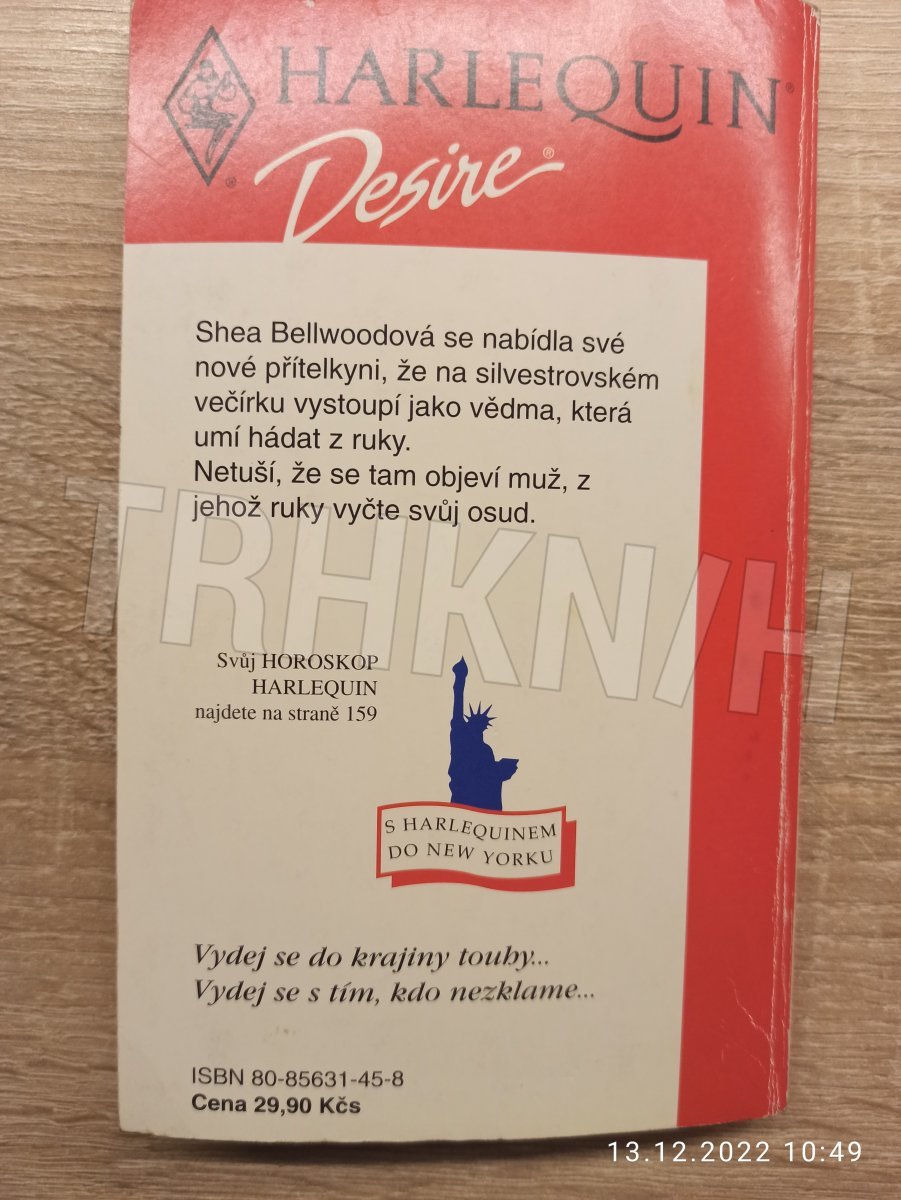 HARLEQUIN®
®
Desire®
Shea Bellwoodová se nabídla své
nové přítelkyni, že na silvestrovském
večírku vystoupí jako vědma, která
umí hádat z ruky.
Netuší, že se tam objeví muž, z
jehož ruky vyčte svůj osud.
TRHKN/H
Svůj HOROSKOP
HARLEQUIN
najdete na straně 159
S HARLEQUINEM
DO NEW YORKU
Vydej se do krajiny touhy...
Vydej se s tím, kdo nezklame...
ISBN 80-85631-45-8
Cena 29,90 Kčs
13.12.2022 10:49